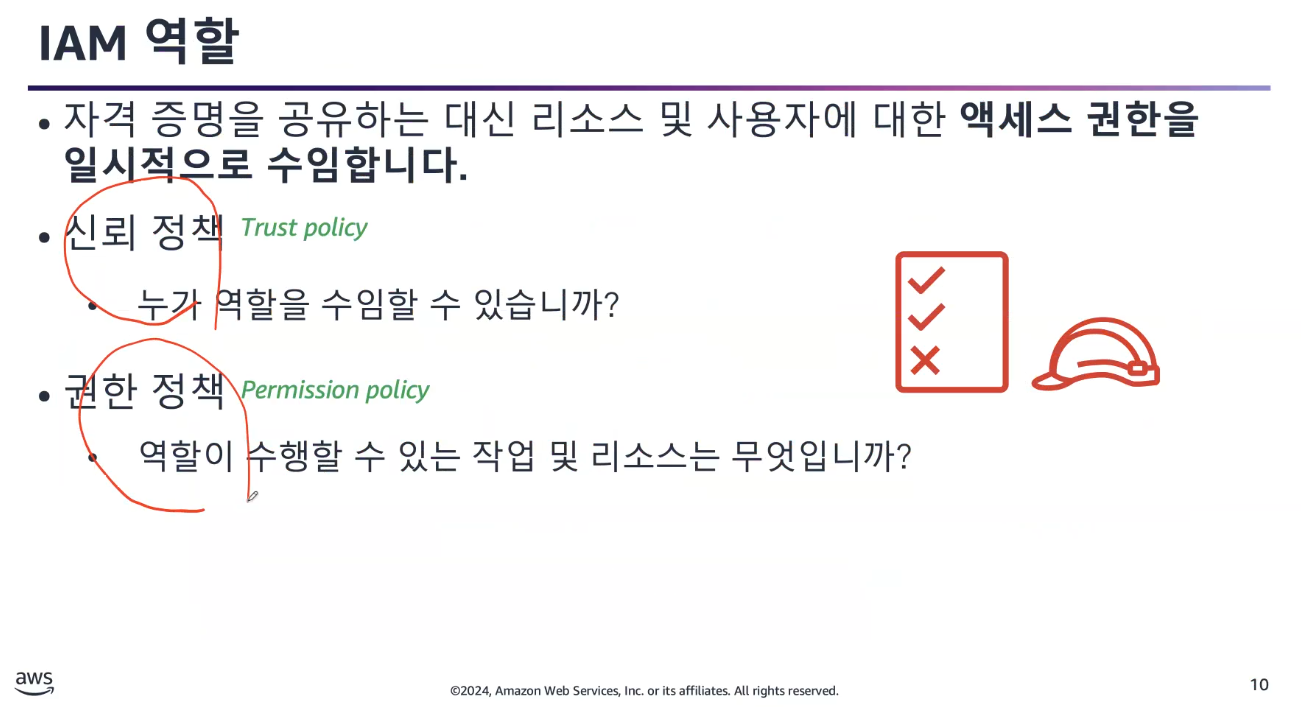 IAM 역할
• 자격 증명을 공유하는 대신 리소스 및 사용자에 대한 액세스 권한을
일시적으로 수임합니다.
• 신뢰 정책 Trust policy
• 누가 역할을 수임할 수 있습니까?
• 권한 정책 Permission policy
• 역할이 수행할 수 있는 작업 및 리소스는 무엇입니까?
aws
©2024, Amazon Web Services, Inc. or its affiliates. All rights reserved.
10